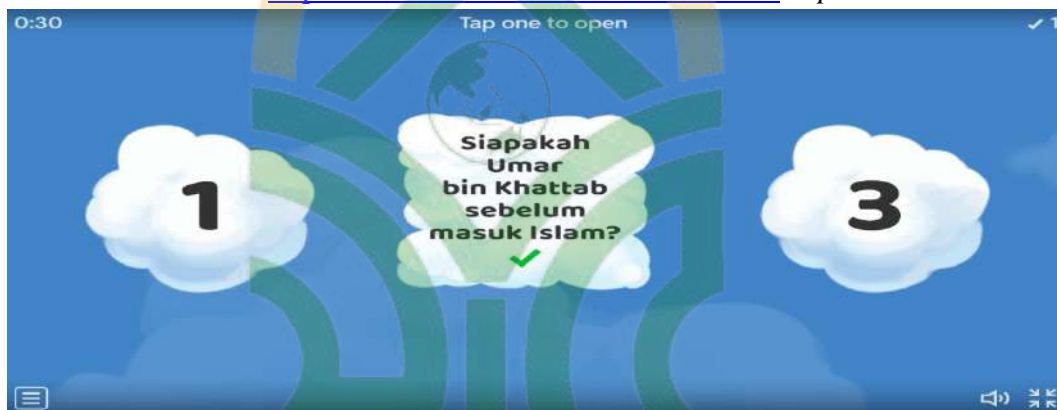 0:30
Tap one to open
✓ 1
1
Siapakah
Umar
bin Khattab
sebelum
masuk Islam?
✓
3